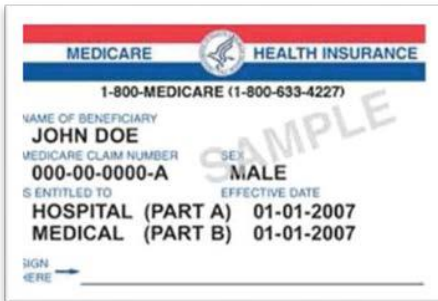 MEDICARE HEALTH INSURANCE
1-800-MEDICARE (1-800-633-4227)
NAME OF BENEFICIARY
JOHN DOE
MEDICARE CLAIM NUMBER SEX
000-00-0000-A MALE
IS ENTITLED TO EFFECTIVE DATE
HOSPITAL (PART A) 01-01-2007
MEDICAL (PART B) 01-01-2007
SIGN
HERE
SAMPLE